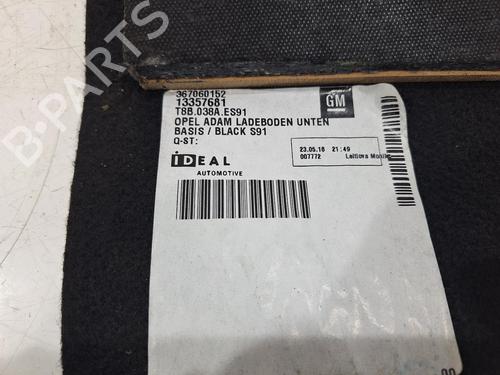 367060152
13357681
T8B.038A.ES91
OPEL ADAM LADEBODEN UNTEN
BASIS / BLACK S91
Q-ST:
GM
IDEAL
AUTOMOTIVE
23.05.16 21:49
007772
B-PARTS